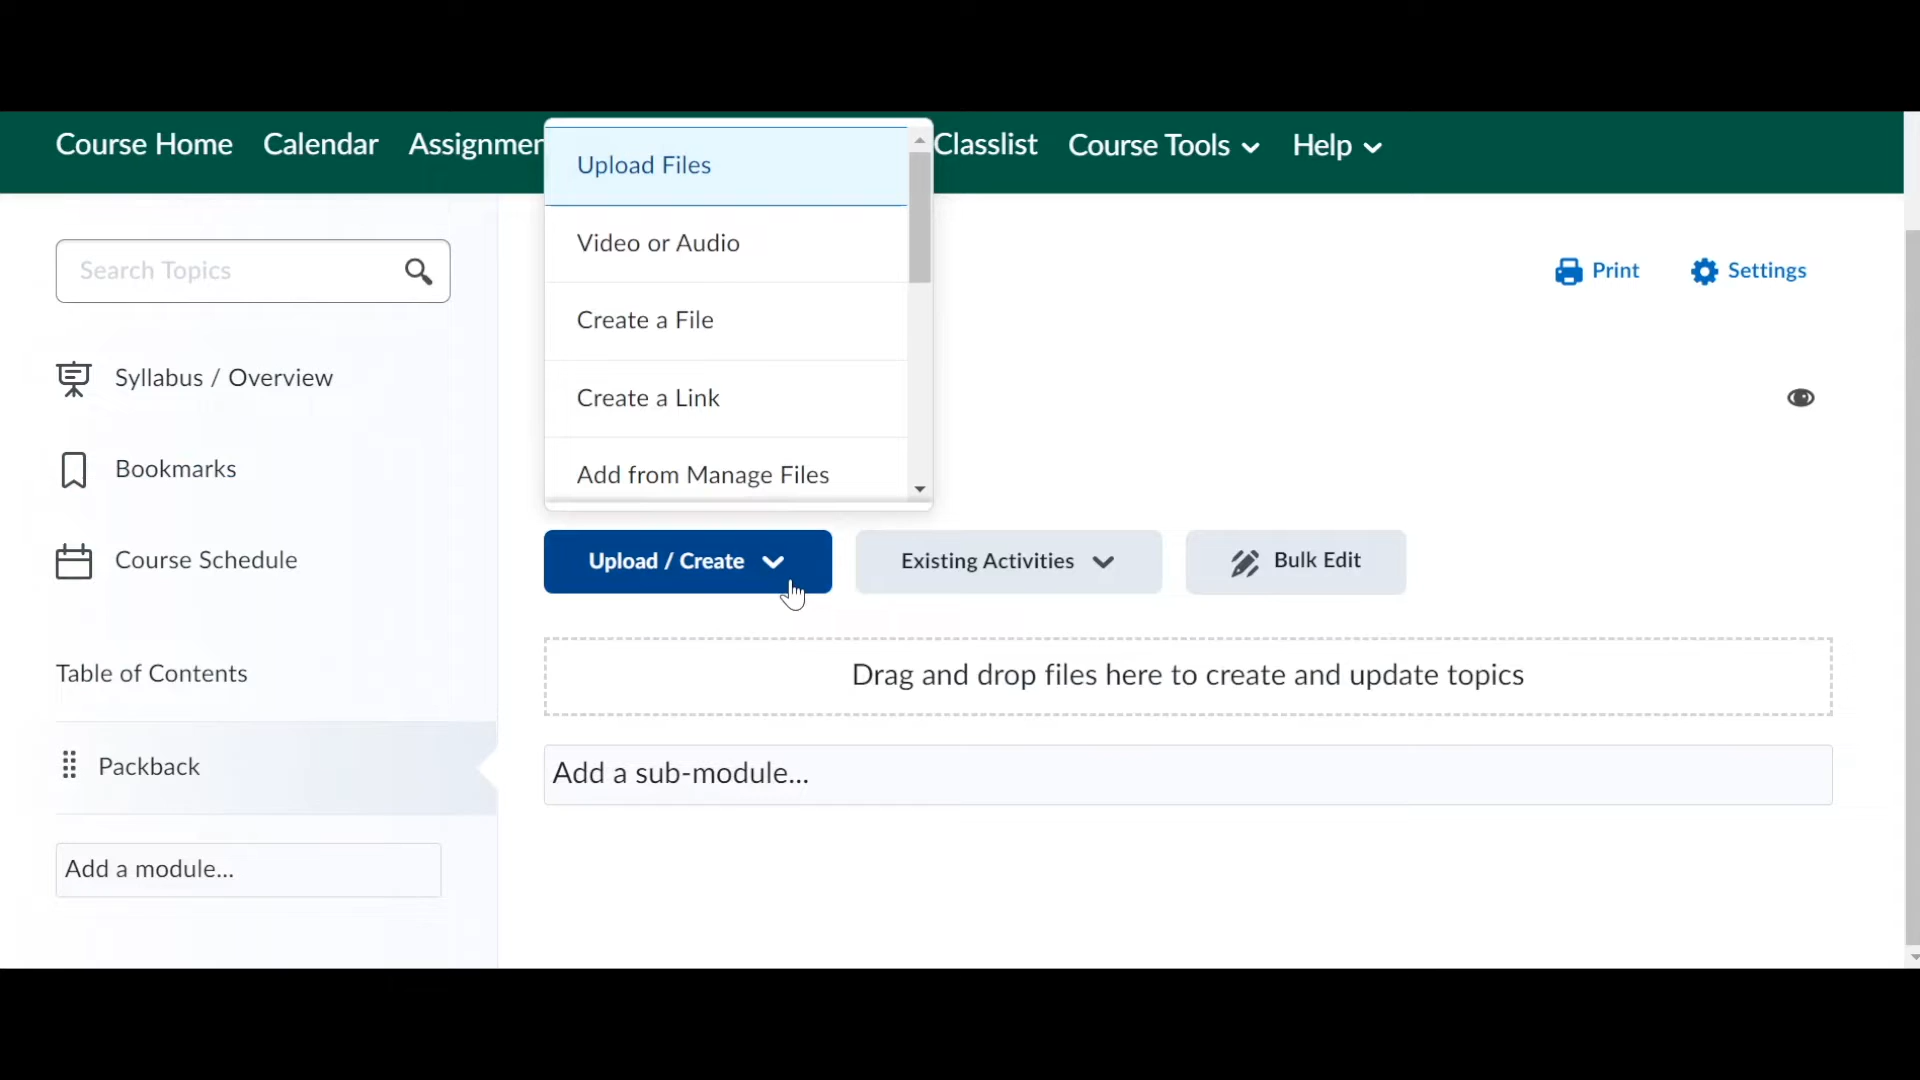 Course Home Calendar Assignmen Classlist Course Tools Help
Upload Files
Video or Audio
Create a File
Create a Link
Add from Manage Files
Search Topics
Print Settings
Syllabus / Overview
Bookmarks
Course Schedule
Upload / Create Existing Activities Bulk Edit
Table of Contents
Drag and drop files here to create and update topics
Packback
Add a sub-module...
Add a module...